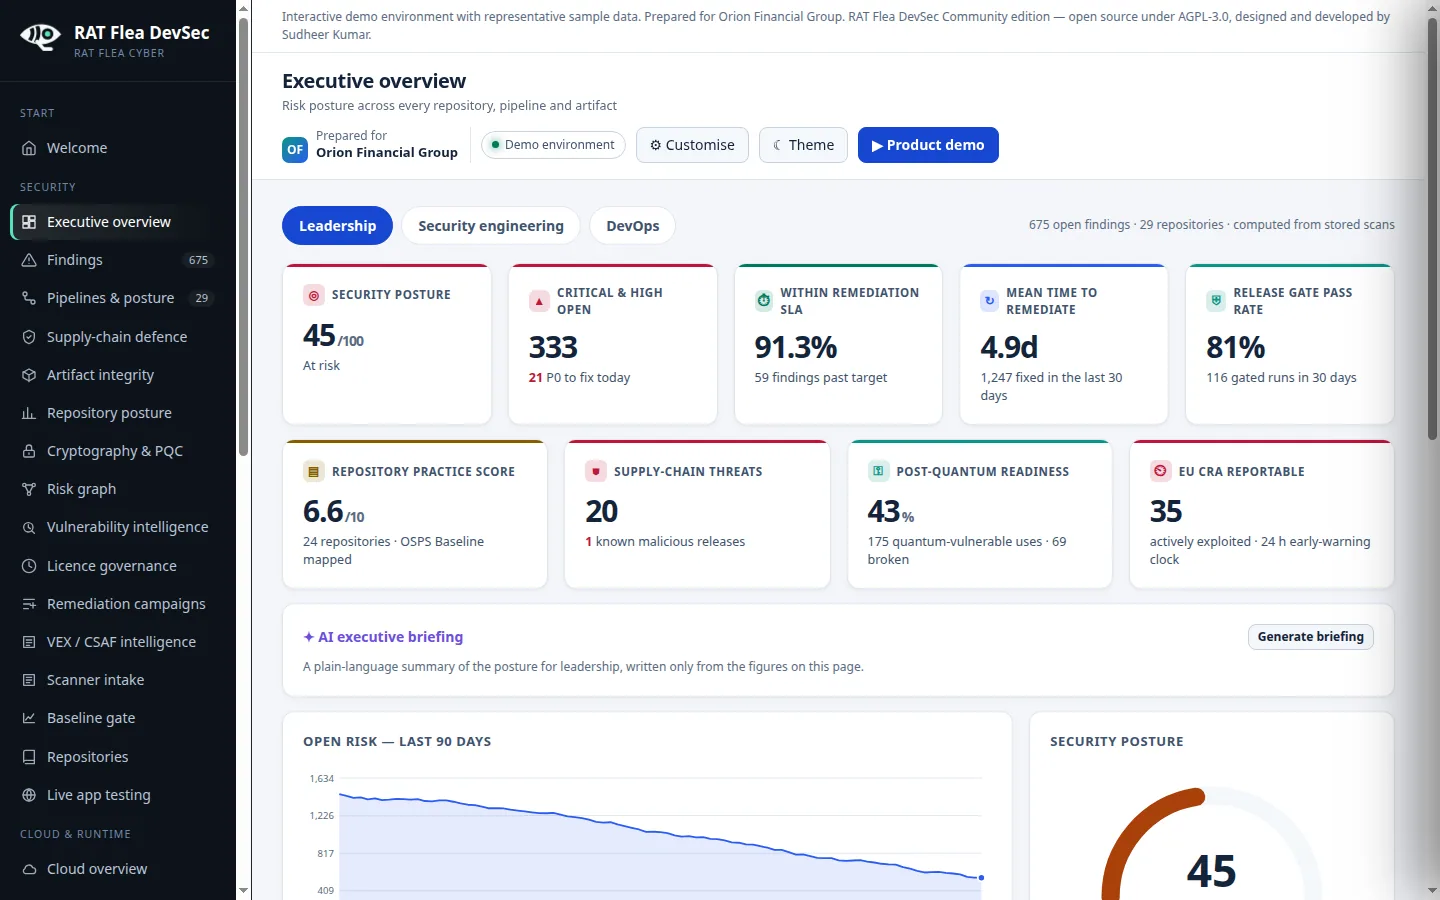 RAT Flea DevSec
RAT FLEA CYBER
START
Welcome
SECURITY
Executive overview
Findings 675
Pipelines & posture 29
Supply-chain defence
Artifact integrity
Repository posture
Cryptography & PQC
Risk graph
Vulnerability intelligence
Licence governance
Remediation campaigns
VEX / CSAF intelligence
Scanner intake
Baseline gate
Repositories
Live app testing
CLOUD & RUNTIME
Cloud overview
Interactive demo environment with representative sample data. Prepared for Orion Financial Group. RAT Flea DevSec Community edition — open source under AGPL-3.0, designed and developed by
Sudheer Kumar.
Executive overview
Risk posture across every repository, pipeline and artifact
OF
Prepared for
Orion Financial Group
Demo environment
⚙ Customise
☾ Theme
▶ Product demo
Leadership
Security engineering
DevOps
675 open findings · 29 repositories · computed from stored scans
SECURITY POSTURE
45/100
At risk
CRITICAL & HIGH
OPEN
333
21 P0 to fix today
WITHIN REMEDIATION
SLA
91.3%
59 findings past target
MEAN TIME TO
REMEDIATE
4.9d
1,247 fixed in the last 30
days
RELEASE GATE PASS
RATE
81%
116 gated runs in 30 days
REPOSITORY PRACTICE SCORE
6.6/10
24 repositories · OSPS Baseline
mapped
SUPPLY-CHAIN THREATS
20
1 known malicious releases
POST-QUANTUM READINESS
43%
175 quantum-vulnerable uses · 69
broken
EU CRA REPORTABLE
35
actively exploited · 24 h early-warning
clock
✦ AI executive briefing
Generate briefing
A plain-language summary of the posture for leadership, written only from the figures on this page.
OPEN RISK — LAST 90 DAYS
1,634
1,226
817
409
SECURITY POSTURE
45